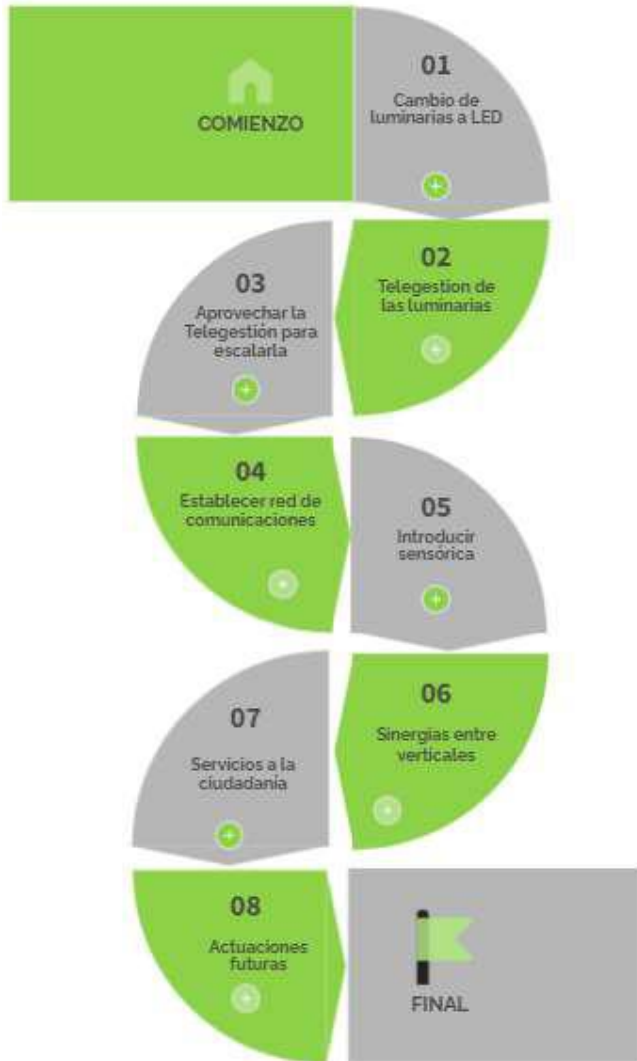 COMIENZO
01
Cambio de
luminarias a LED
02
Telegestion de
las luminarias
03
Aprovechar la
Telegestión para
escalarla
04
Establecer red de
comunicaciones
05
Introducir
sensórica
06
Sinergias entre
verticales
07
Servicios a la
ciudadanía
08
Actuaciones
futuras
FINAL